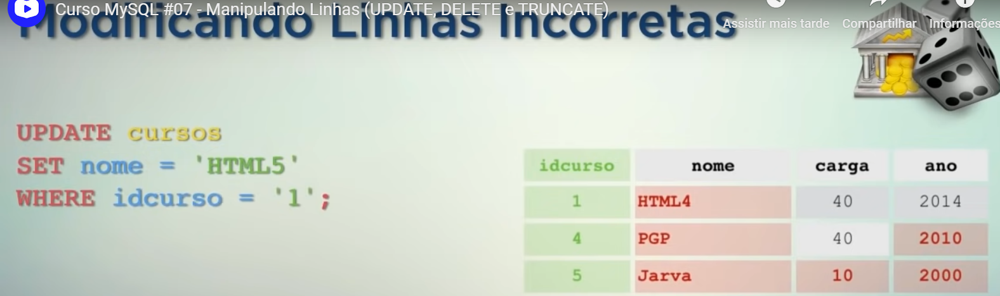 Curso MySQL #07 - Manipulando Linhas (UPDATE, DELETE e TRUNCATE)
Modificando Linhas Incorretas
Assistir mais tarde Compartilhar Informações
UPDATE cursos
SET nome = 'HTML5'
WHERE idcurso = '1';
idcurso nome carga ano
1 HTML4 40 2014
4 PGP 40 2010
5 Jarva 10 2000